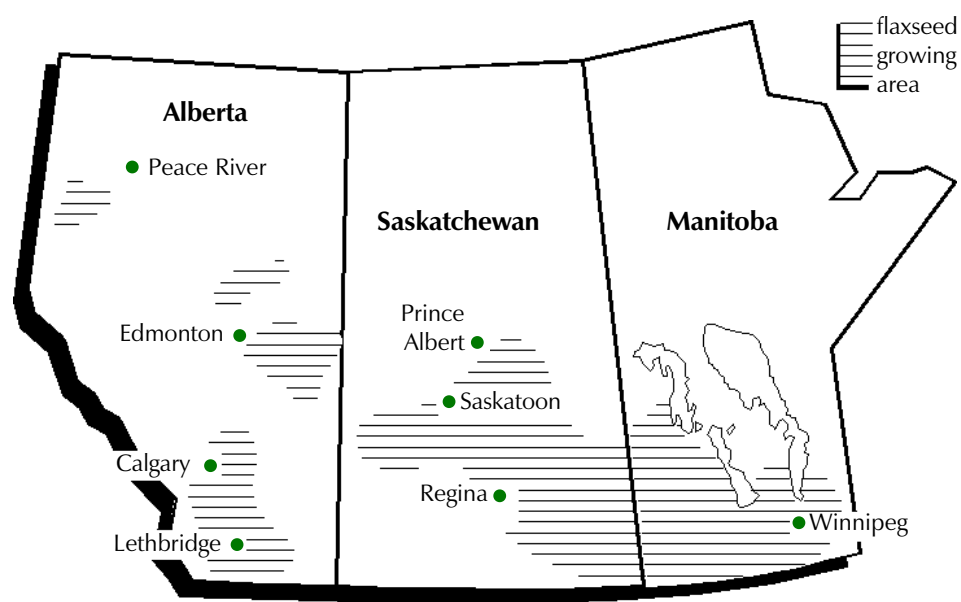 flaxseed
growing
area
Alberta
Peace River
Saskatchewan
Manitoba
Prince
Albert
Edmonton
Saskatoon
Calgary
Regina
Winnipeg
Lethbridge